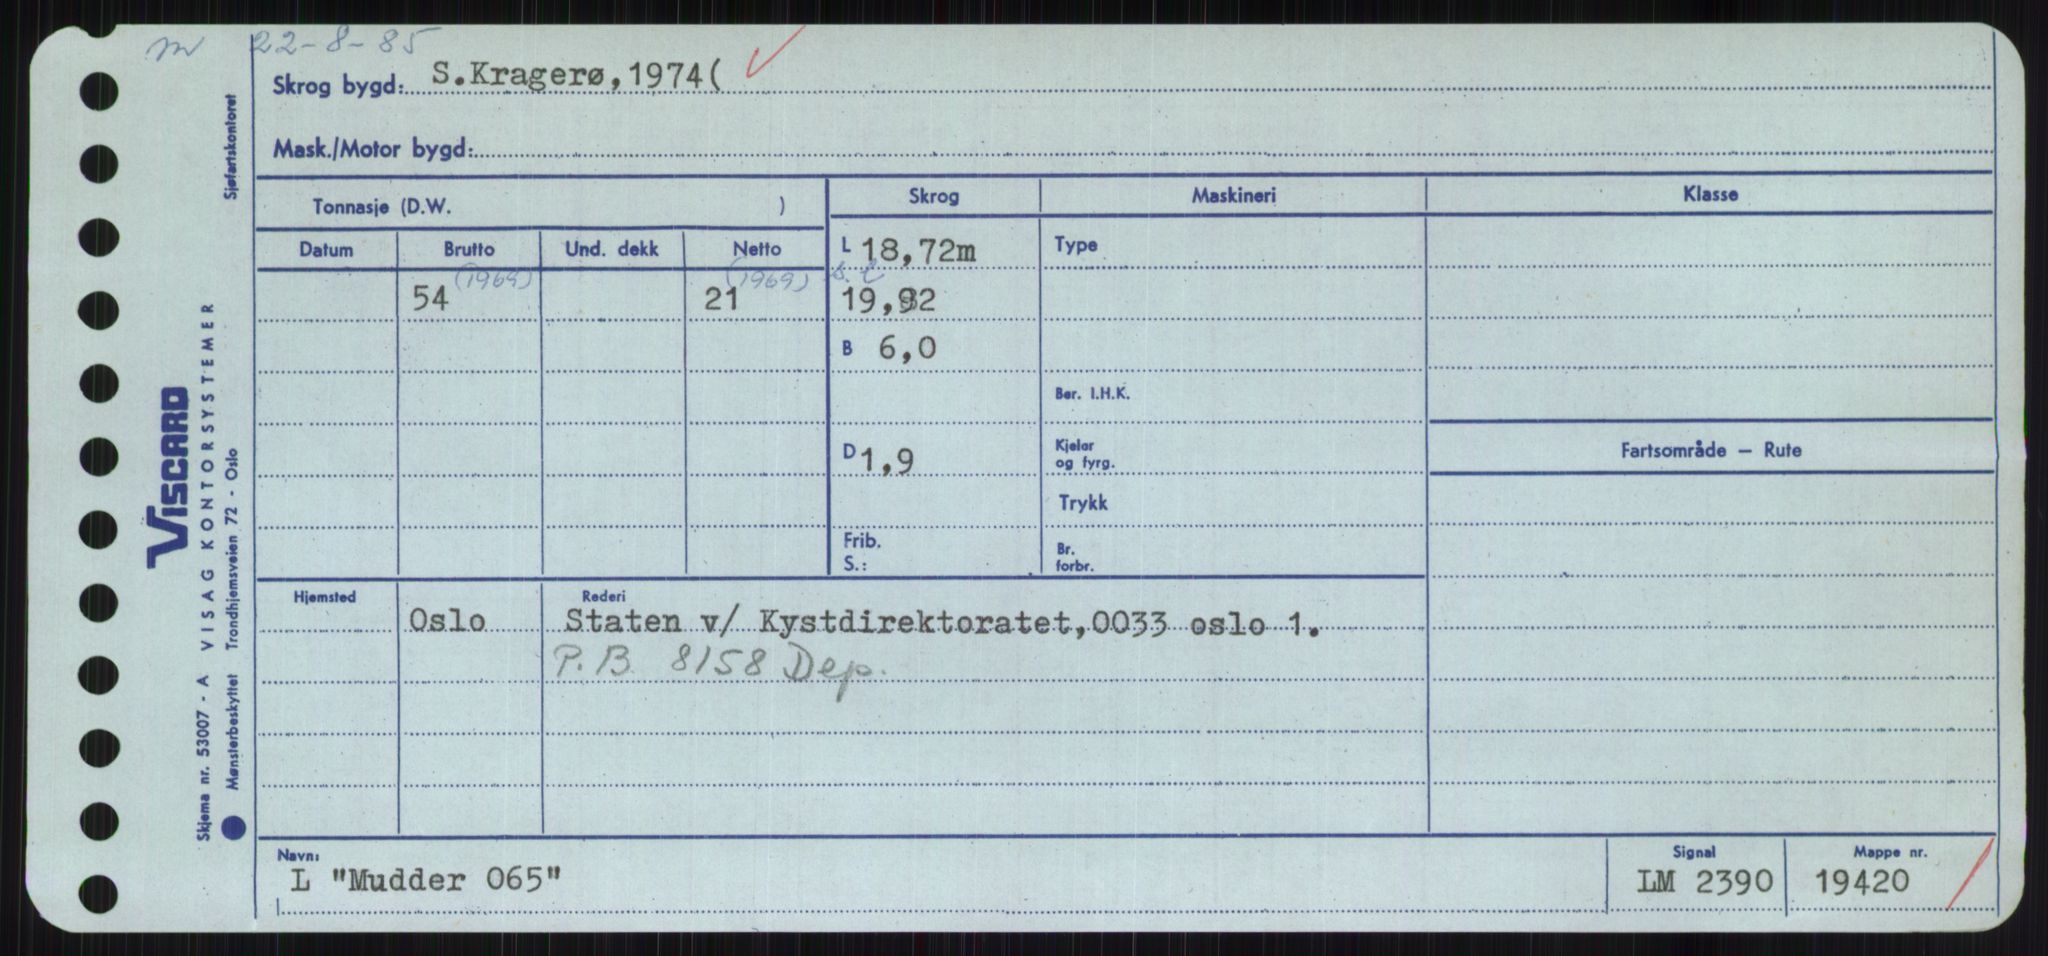 22-8-85
Skrog bygd: S.Kragerø,1974(
Mask./Motor bygd:
Tonnasje (D.W. )
Skrog Maskineri Klasse
Datum Brutto Und. dekk Netto
L 18,72m
Type
(1969) (1969)
54 21 19,92
B 6,0
Ber. I.H.K.
D 1,9
Kjelar
og fyrg.
Fartsområde — Rute
Trykk
Frib.
S.:
Br.
forbr.
Hjemsted Rederi
Oslo Staten v/ Kystdirektoratet,0033 oslo 1.
P.B. 8158 Dep.
Navn: Signal Mappe nr.
L "Mudder 065" LM 2390 19420
VISCARD
Skjema nr. 53007 - A VISAG KONTORSYSTEMER
Mønsterbeskyttet Trondhjemsveien 72 - Oslo
Sjøfartskontoret